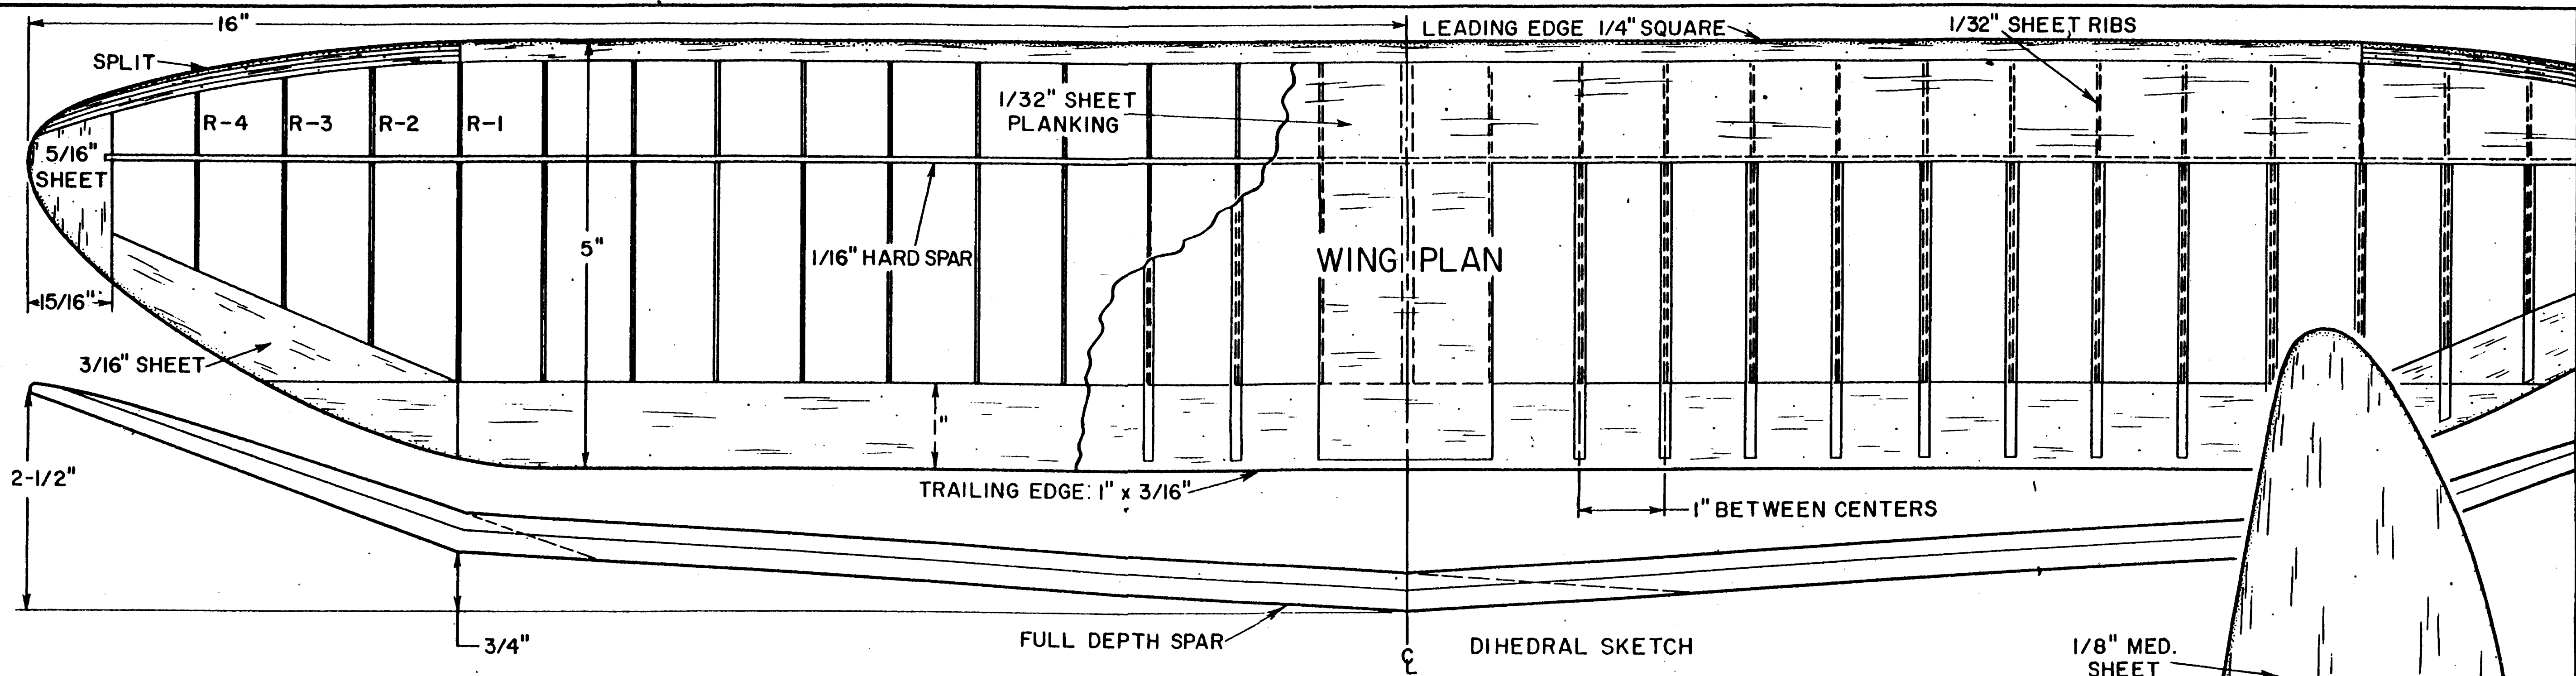 16"
LEADING EDGE 1/4" SQUARE
1/32" SHEET RIBS
SPLIT
1/32" SHEET
PLANKING
R-4
R-3
R-2
R-1
5/16"
SHEET
5"
1/16" HARD SPAR
WING PLAN
15/16"
3/16" SHEET
"
2-1/2"
TRAILING EDGE: 1" x 3/16"
1" BETWEEN CENTERS
FULL DEPTH SPAR
DIHEDRAL SKETCH
3/4"
℄
1/8" MED.
SHEET